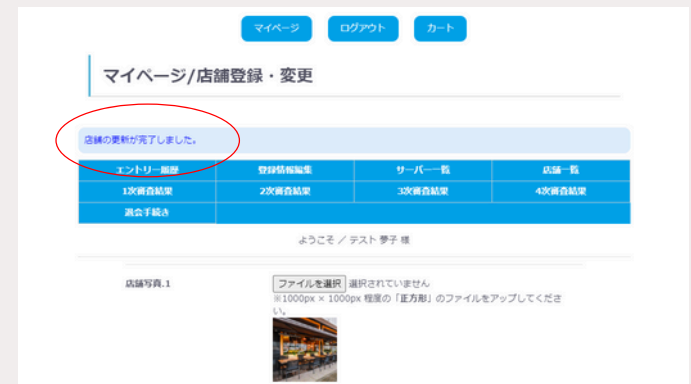 マイページ ログアウト カート
マイページ/店舗登録・変更
店舗の更新が完了しました。
エントリー履歴 登録情報編集 サーバー一覧 店舗一覧
1次審査結果 2次審査結果 3次審査結果 4次審査結果
退会手続き
ようこそ ／ テスト 夢子 様
店舗写真.1 ファイルを選択 選択されていません
※1000px × 1000px 程度の「正方形」のファイルをアップしてくださ
い。